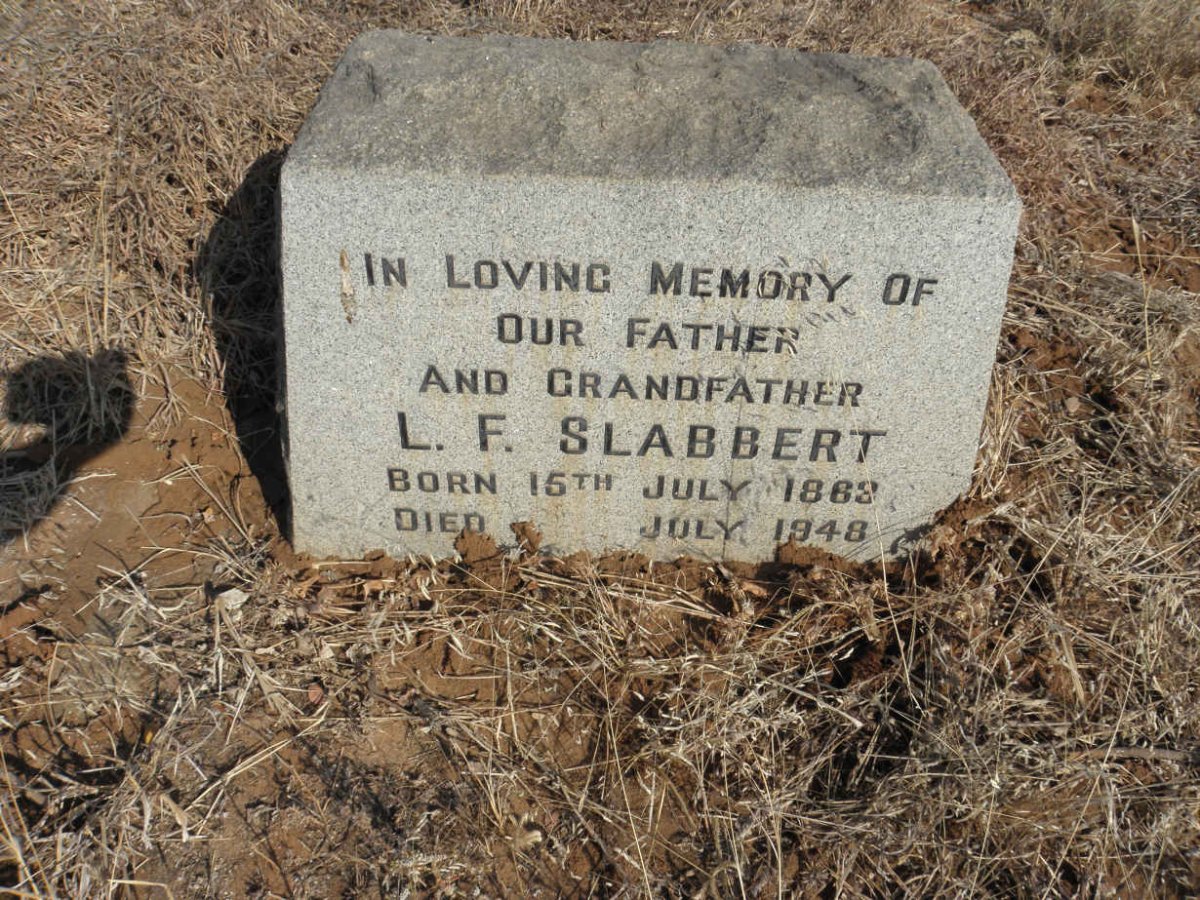 IN LOVING MEMORY OF
OUR FATHER
AND GRANDFATHER
L. F. SLABBERT
BORN 15TH JULY 1863
DIED JULY 1948